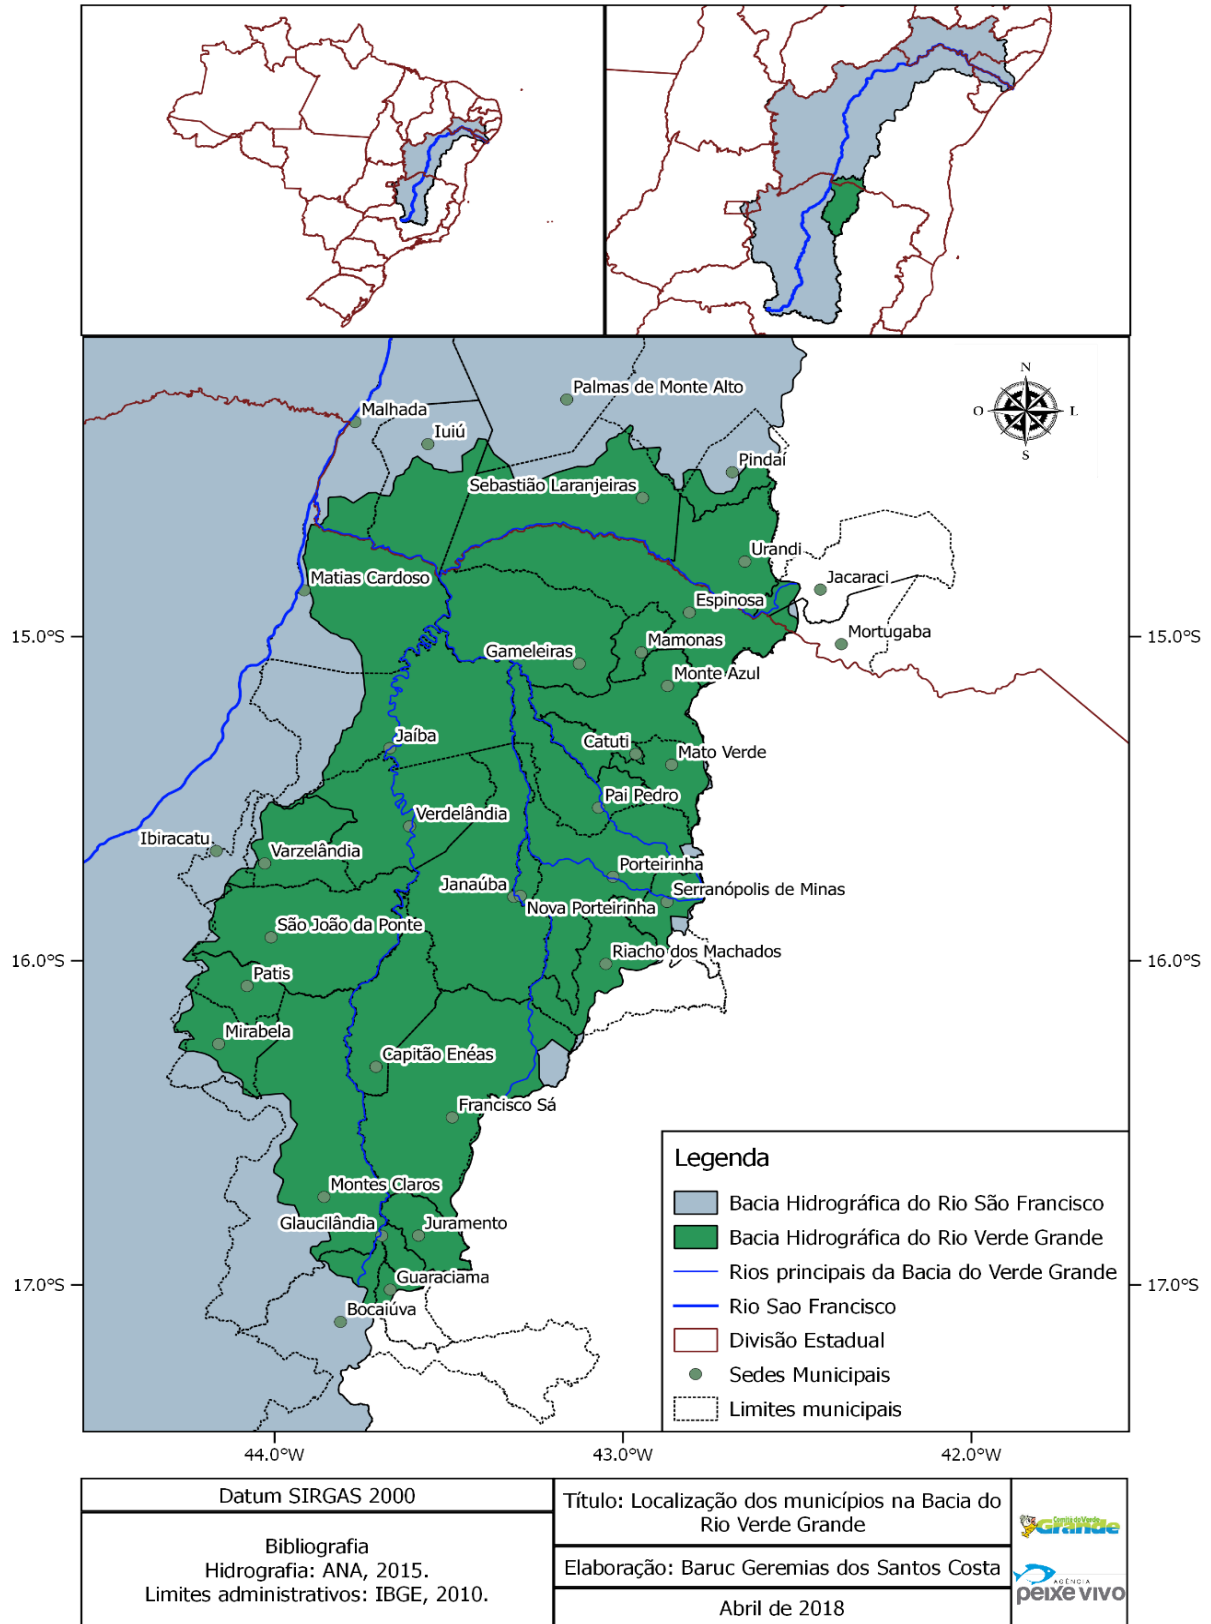 Palmas de Monte Alto
Malhada
Iuiú
Pindaí
Sebastião Laranjeiras
Urandi
Jacaraci
Matias Cardoso
Espinosa
Mortugaba
Mamonas
Gameleiras
Monte Azul
Jaíba
Catuti
Mato Verde
Pai Pedro
Verdelândia
Ibiracatu
Varzelândia
Porteirinha
Janaúba
Serranópolis de Minas
Nova Porteirinha
São João da Ponte
Riacho dos Machados
Patis
Mirabela
Capitão Enéas
Francisco Sá
Montes Claros
Glaucilândia
Juramento
Guaraciama
Bocaiúva
N
O
L
S
15.0°S
15.0°S
16.0°S
16.0°S
17.0°S
17.0°S
44.0°W
43.0°W
42.0°W
Legenda
Bacia Hidrográfica do Rio São Francisco
Bacia Hidrográfica do Rio Verde Grande
Rios principais da Bacia do Verde Grande
Rio Sao Francisco
Divisão Estadual
Sedes Municipais
Limites municipais
Datum SIRGAS 2000
Bibliografia
Hidrografia: ANA, 2015.
Limites administrativos: IBGE, 2010.
Título: Localização dos municípios na Bacia do
Rio Verde Grande
Elaboração: Baruc Geremias dos Santos Costa
Abril de 2018
Comitê do Verde
Grande
AGÊNCIA
peixe vivo